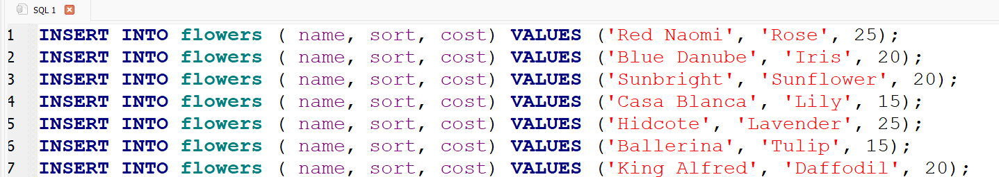 SQL 1
1 INSERT INTO flowers ( name, sort, cost) VALUES ('Red Naomi', 'Rose', 25);
2 INSERT INTO flowers ( name, sort, cost) VALUES ('Blue Danube', 'Iris', 20);
3 INSERT INTO flowers ( name, sort, cost) VALUES ('Sunbright', 'Sunflower', 20);
4 INSERT INTO flowers ( name, sort, cost) VALUES ('Casa Blanca', 'Lily', 15);
5 INSERT INTO flowers ( name, sort, cost) VALUES ('Hidcote', 'Lavender', 25);
6 INSERT INTO flowers ( name, sort, cost) VALUES ('Ballerina', 'Tulip', 15);
7 INSERT INTO flowers ( name, sort, cost) VALUES ('King Alfred', 'Daffodil', 20);